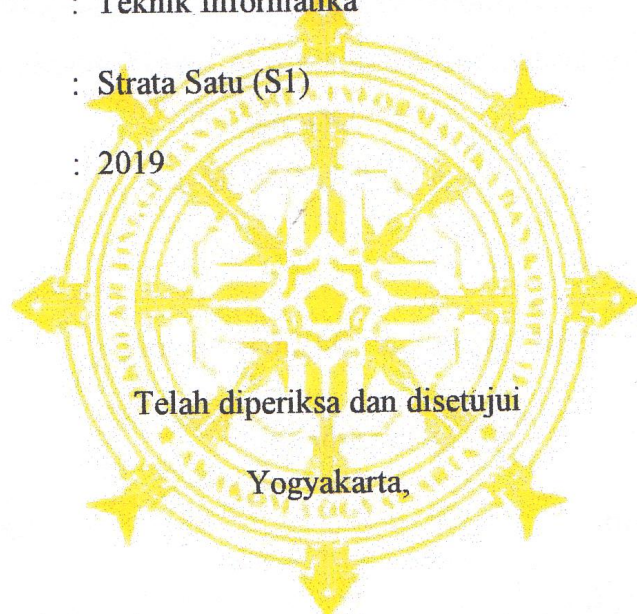 : Teknik Informatika
: Strata Satu (S1)
: 2019
Telah diperiksa dan disetujui
Yogyakarta,